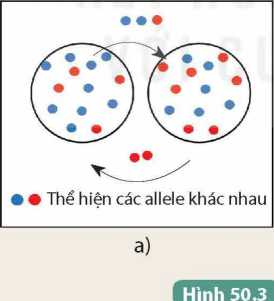 Thể hiện các allele khác nhau
a)
Hình 50.3